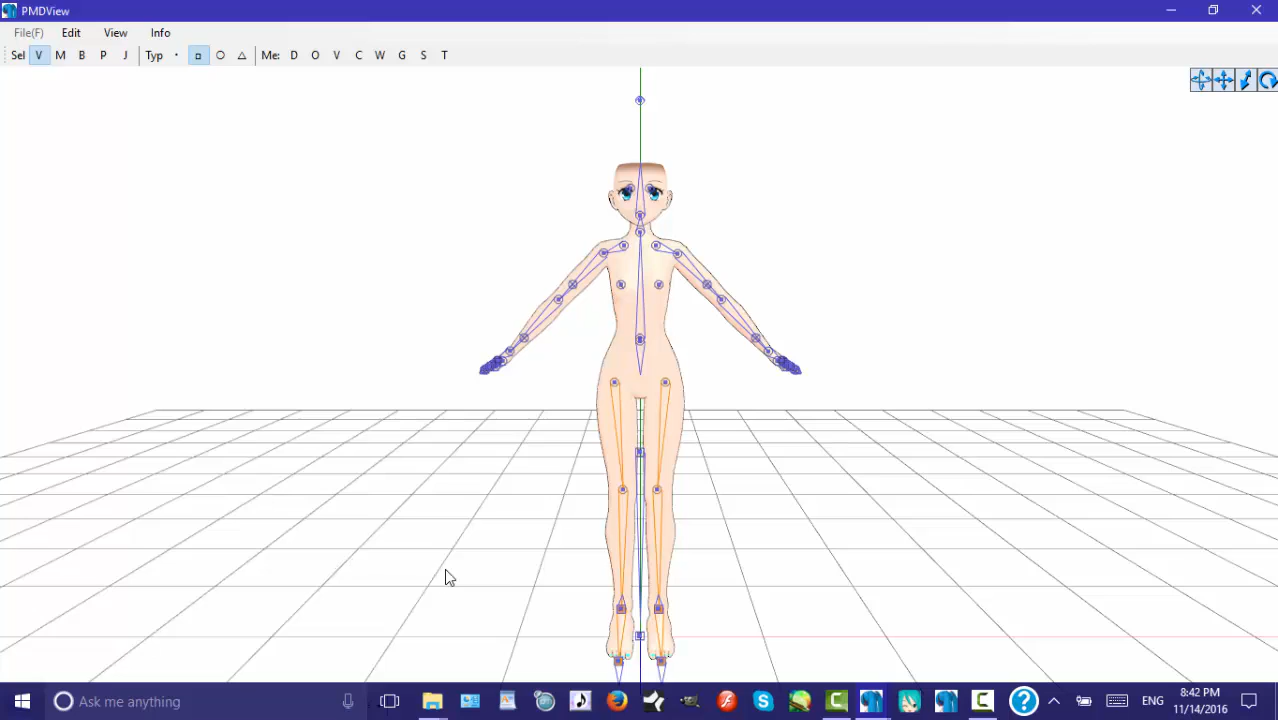 PMDView
File(F) Edit View Info
Sel V M B P J Typ Me: D O V C W G S T
Ask me anything
ENG
8:42 PM
11/14/2016